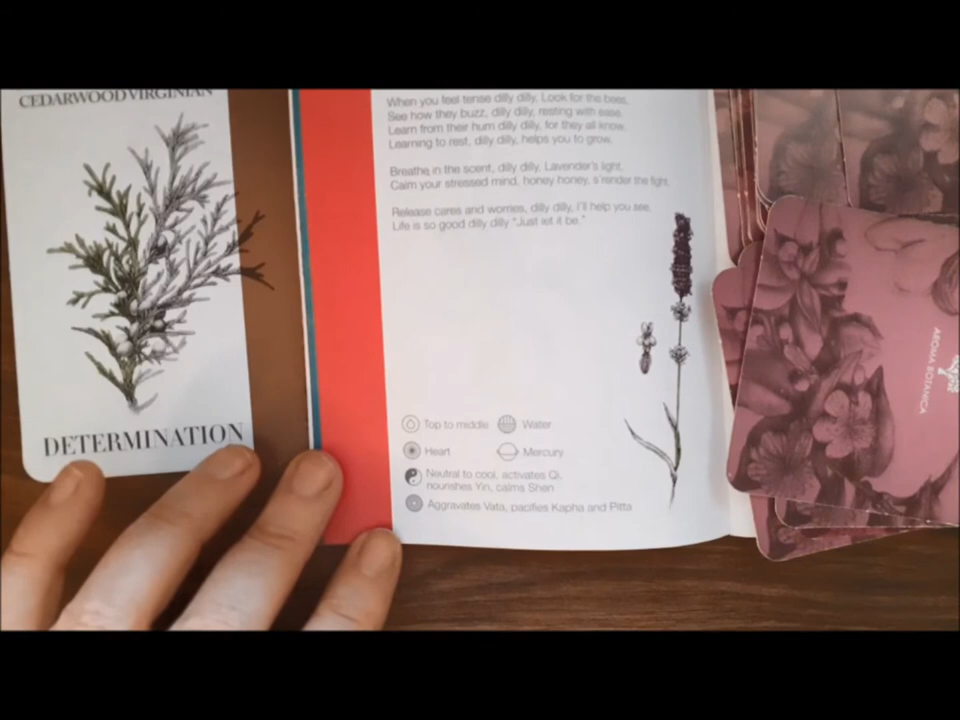 CEDARWOOD VIRGINIAN
DETERMINATION
When you feel tense dilly dilly, Look for the bees,
See how they buzz, dilly dilly, resting with ease.
Learn from their hum dilly dilly, for they all know,
Learning to rest, dilly dilly, helps you to grow.
Breathe in the scent, dilly dilly, Lavender's light,
Calm your stressed mind, honey honey, s'render the fight.
Release cares and worries, dilly dilly, I'll help you see,
Life is so good dilly dilly "Just let it be."
Top to middle
Water
Heart
Mercury
Neutral to cool, activates Qi,
nourishes Yin, calms Shen
Aggravates Vata, pacifies Kapha and Pitta
AROMA BOTANICA